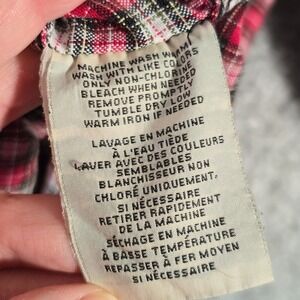 MACHINE WASH WARM
WASH WITH LIKE COLORS
ONLY NON-CHLORINE
BLEACH WHEN NEEDED
REMOVE PROMPTLY
TUMBLE DRY LOW
WARM IRON IF NEEDED
LAVAGE EN MACHINE
À L'EAU TIÈDE
LAVER AVEC DES COULEURS
SEMBLABLES
BLANCHISSEUR NON
CHLORÉ UNIQUEMENT,
SI NÉCESSAIRE
RETIRER RAPIDEMENT
DE LA MACHINE
SÉCHAGE EN MACHINE
À BASSE TEMPÉRATURE
REPASSER À FER MOYEN
SI NÉCESSAIRE